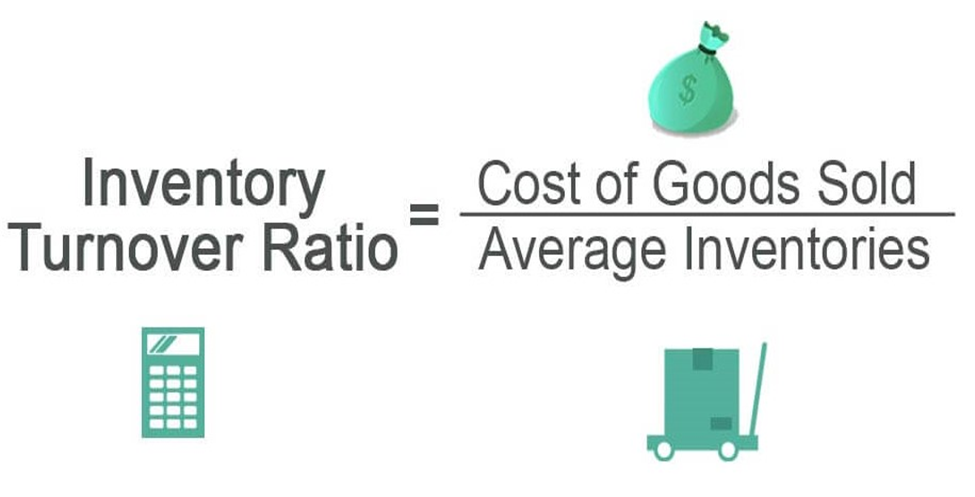 Inventory
Turnover Ratio
=
Cost of Goods Sold
Average Inventories
$